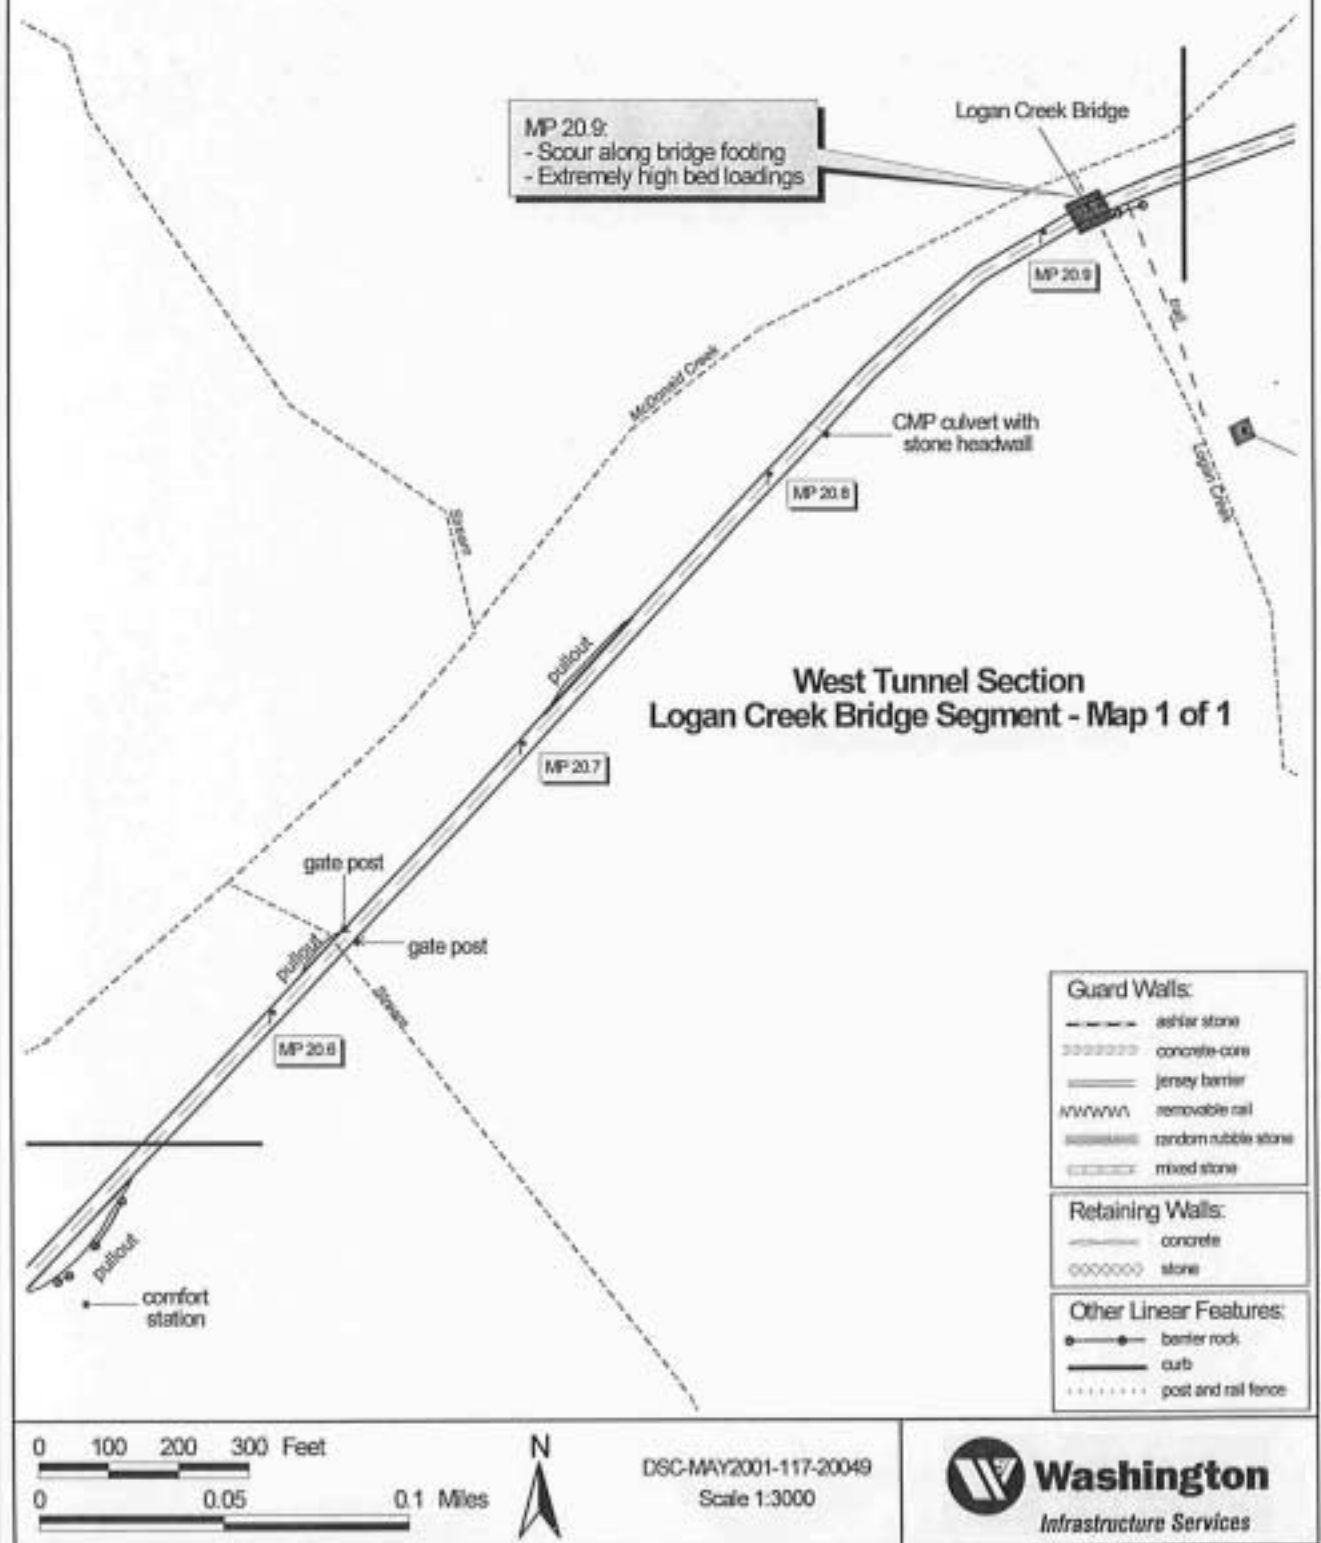 MP 20.9:
- Scour along bridge footing
- Extremely high bed loadings
Logan Creek Bridge
MP 20.9
trail
McDonald Creek
CMP culvert with
stone headwall
MP 20.8
Logan Creek
Stream
pullout
West Tunnel Section
Logan Creek Bridge Segment - Map 1 of 1
MP 20.7
gate post
pullout
gate post
Stream
MP 20.6
pullout
comfort
station
Guard Walls:
ashlar stone
concrete-core
jersey barrier
removable rail
random rubble stone
mixed stone
Retaining Walls:
concrete
stone
Other Linear Features:
barrier rock
curb
post and rail fence
0 100 200 300 Feet
0 0.05 0.1 Miles
N
DSC-MAY2001-117-20049
Scale 1:3000
Washington
Infrastructure Services